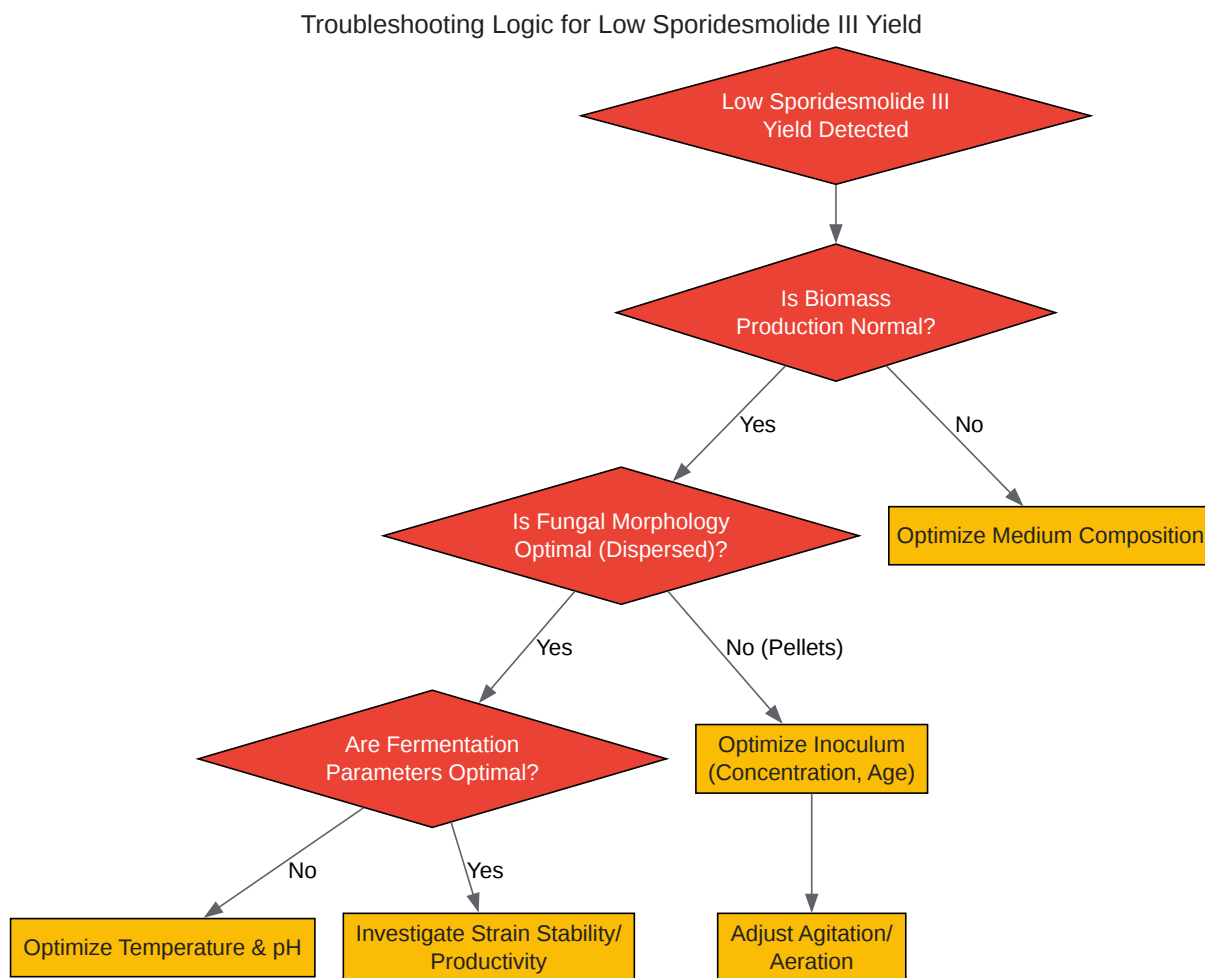 Troubleshooting Logic for Low Sporidesmolide III Yield
Low Sporidesmolide III
Yield Detected
Is Biomass
Production Normal?
Yes
No
Is Fungal Morphology
Optimal (Dispersed)?
Optimize Medium Composition
Yes
No (Pellets)
Are Fermentation
Parameters Optimal?
Optimize Inoculum
(Concentration, Age)
No
Yes
Optimize Temperature & pH
Investigate Strain Stability/
Productivity
Adjust Agitation/
Aeration